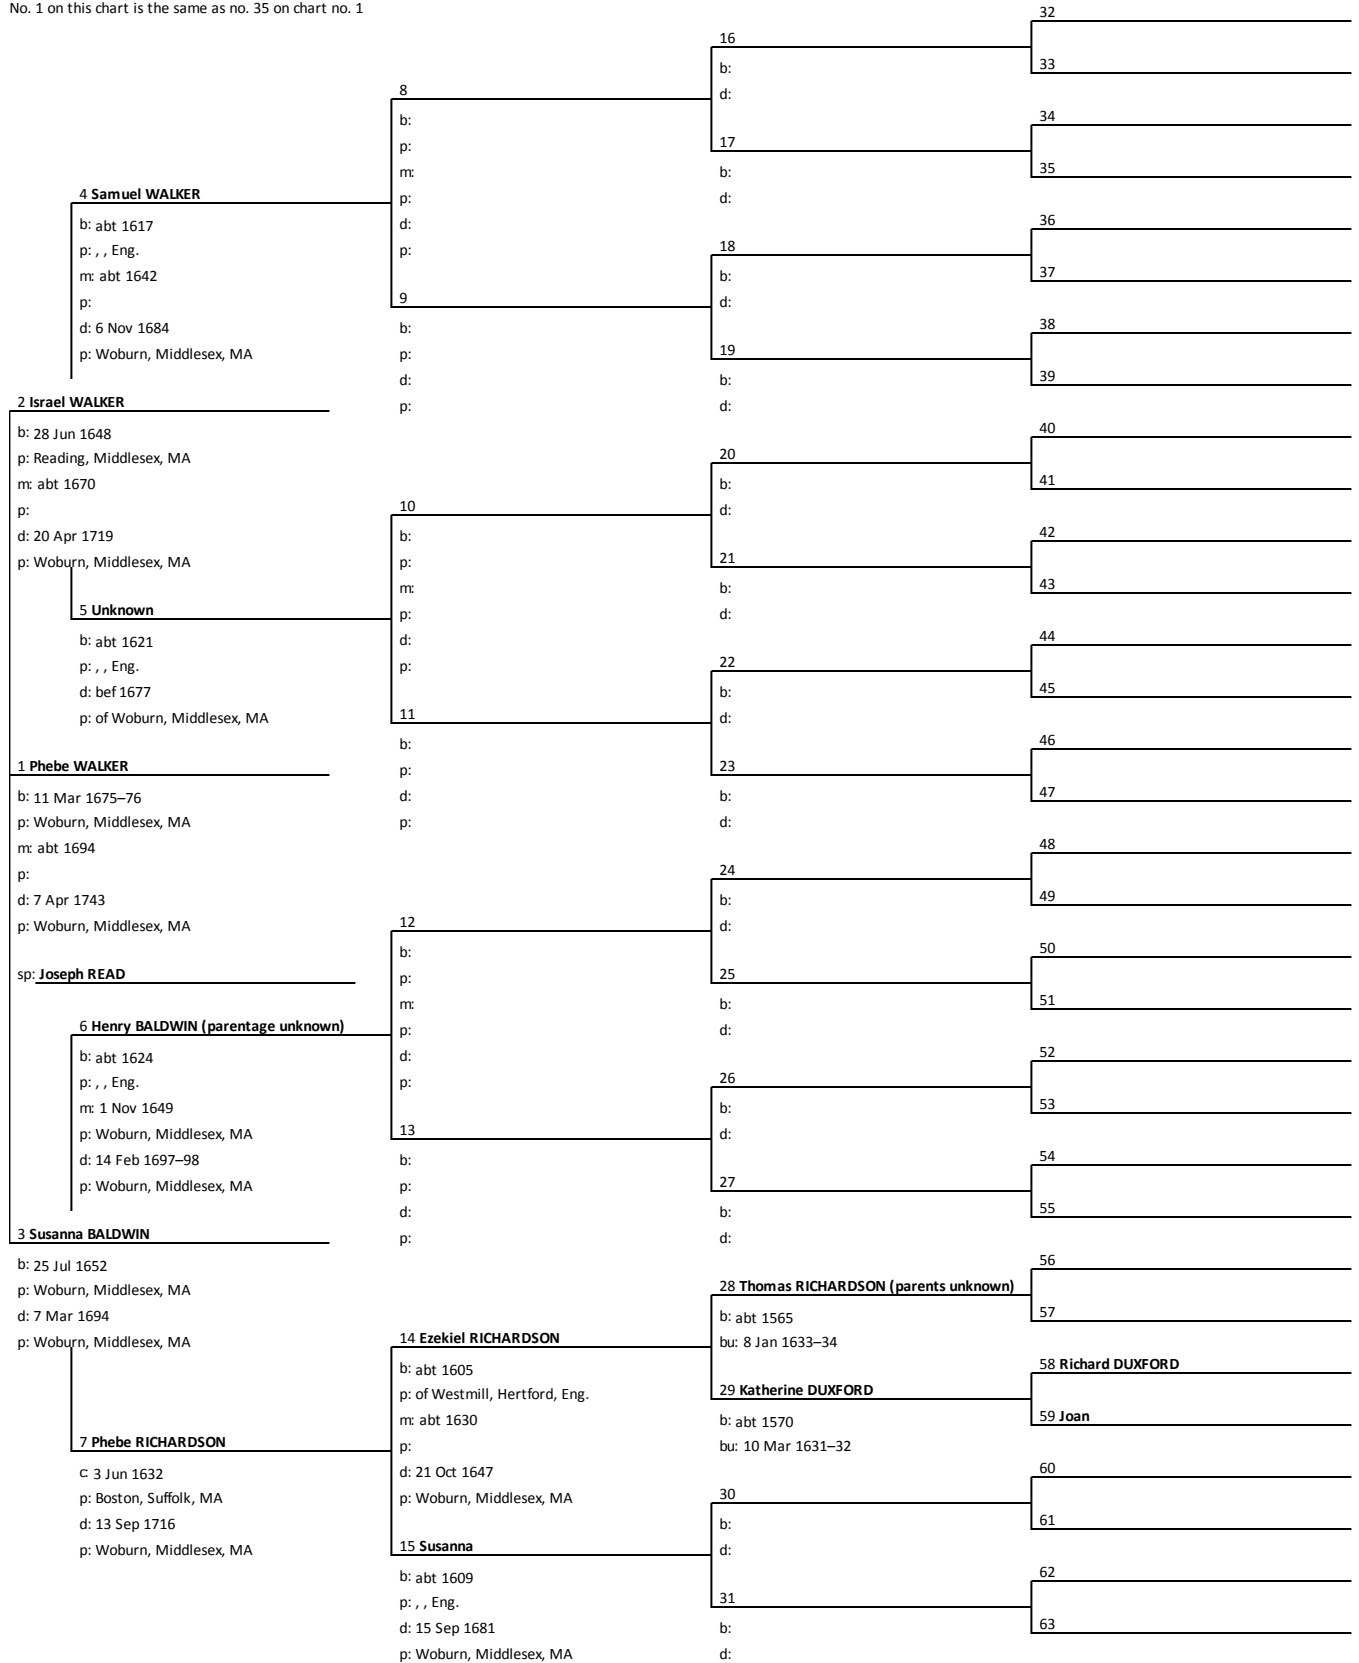 No. 1 on this chart is the same as no. 35 on chart no. 1
4 Samuel WALKER
b: abt 1617
p: , , Eng.
m: abt 1642
p:
d: 6 Nov 1684
p: Woburn, Middlesex, MA
2 Israel WALKER
b: 28 Jun 1648
p: Reading, Middlesex, MA
m: abt 1670
p:
d: 20 Apr 1719
p: Woburn, Middlesex, MA
5 Unknown
b: abt 1621
p: , , Eng.
d: bef 1677
p: of Woburn, Middlesex, MA
1 Phebe WALKER
b: 11 Mar 1675–76
p: Woburn, Middlesex, MA
m: abt 1694
p:
d: 7 Apr 1743
p: Woburn, Middlesex, MA
sp: Joseph READ
6 Henry BALDWIN (parentage unknown)
b: abt 1624
p: , , Eng.
m: 1 Nov 1649
p: Woburn, Middlesex, MA
d: 14 Feb 1697–98
p: Woburn, Middlesex, MA
3 Susanna BALDWIN
b: 25 Jul 1652
p: Woburn, Middlesex, MA
d: 7 Mar 1694
p: Woburn, Middlesex, MA
7 Phebe RICHARDSON
c: 3 Jun 1632
p: Boston, Suffolk, MA
d: 13 Sep 1716
p: Woburn, Middlesex, MA
8
b:
p:
m:
p:
d:
p:
9
b:
p:
d:
p:
10
b:
p:
m:
p:
d:
p:
11
b:
p:
d:
p:
12
b:
p:
m:
p:
d:
p:
13
b:
p:
d:
p:
14 Ezekiel RICHARDSON
b: abt 1605
p: of Westmill, Hertford, Eng.
m: abt 1630
p:
d: 21 Oct 1647
p: Woburn, Middlesex, MA
15 Susanna
b: abt 1609
p: , , Eng.
d: 15 Sep 1681
p: Woburn, Middlesex, MA
16
b:
d:
17
b:
d:
18
b:
d:
19
b:
d:
20
b:
d:
21
b:
d:
22
b:
d:
23
b:
d:
24
b:
d:
25
b:
d:
26
b:
d:
27
b:
d:
28 Thomas RICHARDSON (parents unknown)
b: abt 1565
bu: 8 Jan 1633–34
29 Katherine DUXFORD
b: abt 1570
bu: 10 Mar 1631–32
30
b:
d:
31
b:
d:
32
33
34
35
36
37
38
39
40
41
42
43
44
45
46
47
48
49
50
51
52
53
54
55
56
57
58 Richard DUXFORD
59 Joan
60
61
62
63